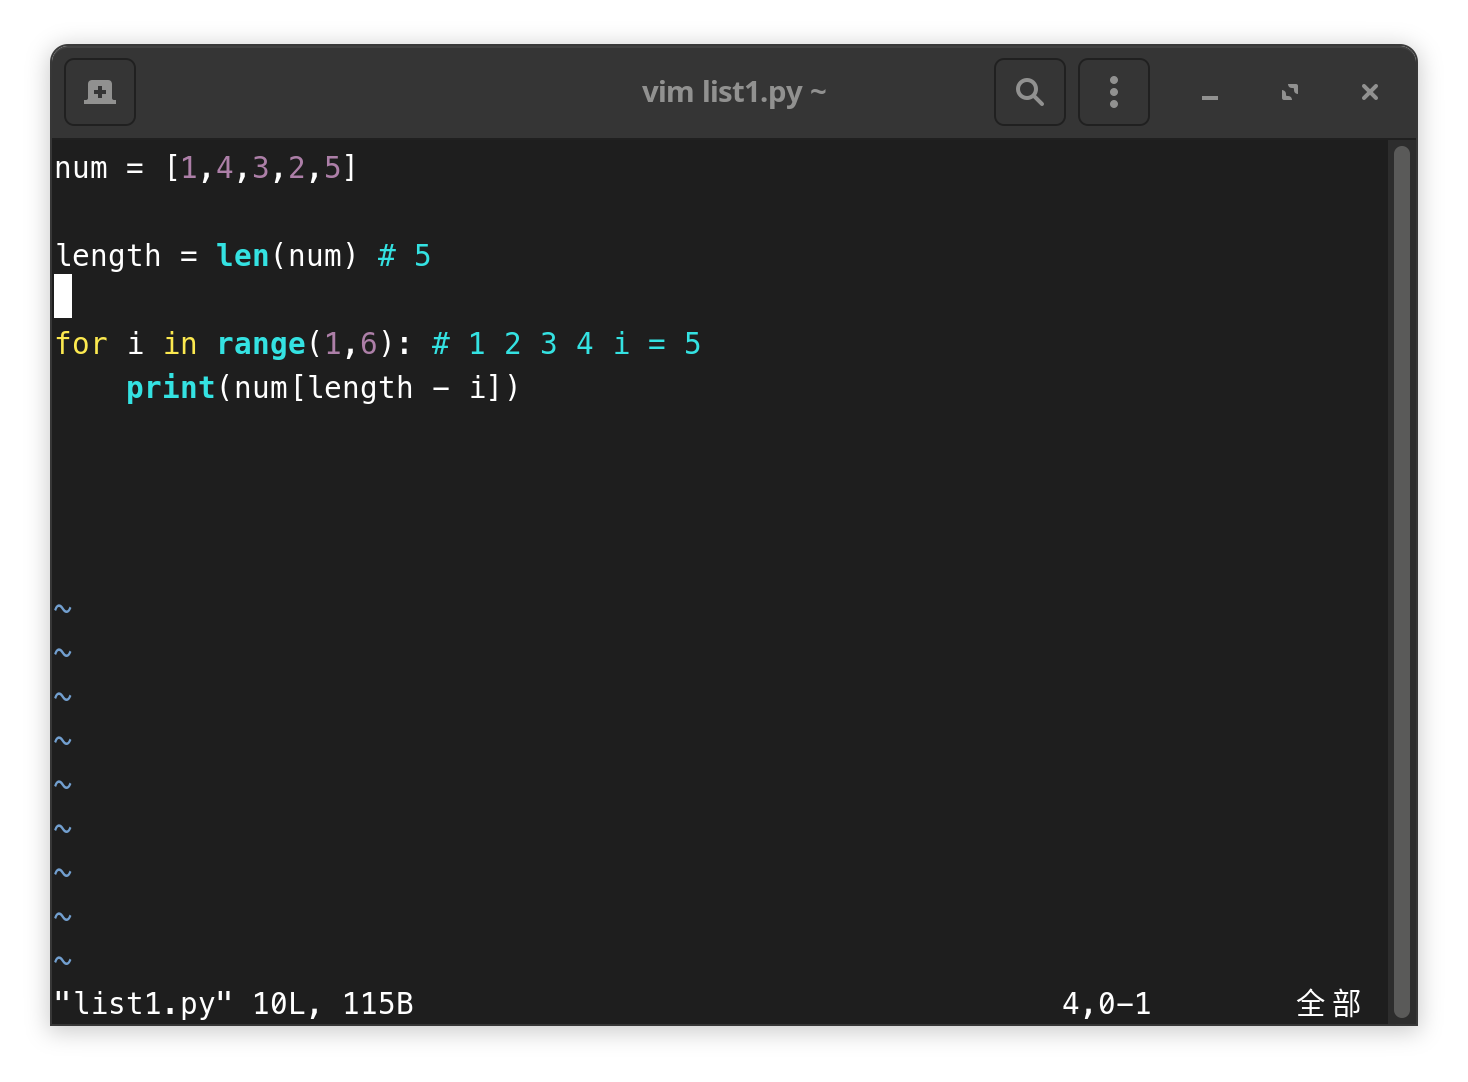 vim list1.py ~
num = [1,4,3,2,5]
length = len(num) # 5
for i in range(1,6): # 1 2 3 4 i = 5
    print(num[length - i])
~
~
~
~
~
~
~
~
~
"list1.py" 10L, 115B 4,0-1 全部